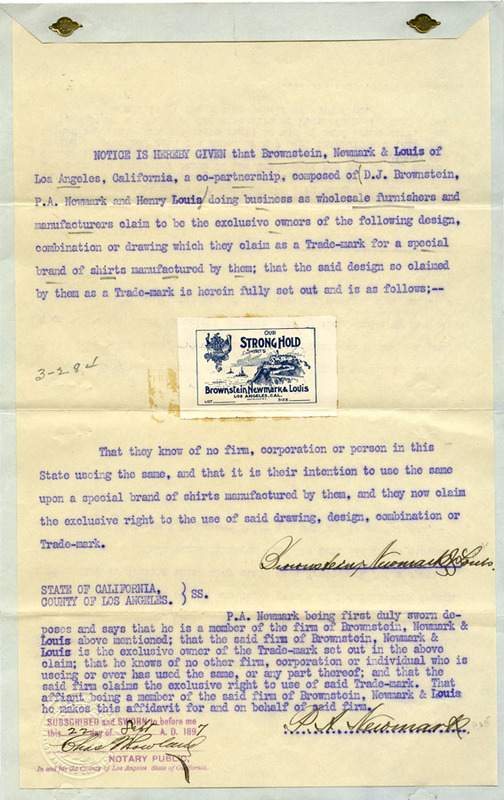 NOTICE IS HEREBY GIVEN that Brownstein, Newmark & Louis of
Los Angeles, California, a co-partnership, composed of (D.J. Brownstein,
P.A. Newmark and Henry Louis) doing business as wholesale furnishers and
manufacturers claim to be the exclusive owners of the following design,
combination or drawing which they claim as a Trade-mark for a special
brand of shirts manufactured by them; that the said design so claimed
by them as a Trade-mark is herein fully set out and is as follows;--
3-284
OUR
STRONG HOLD
SHIRTS
Brownstein, Newmark & Louis
LOS ANGELES, CAL.
LOT SIZE
That they know of no firm, corporation or person in this
State useing the same, and that it is their intention to use the same
upon a special brand of shirts manufactured by them, and they now claim
the exclusive right to the use of said drawing, design, combination or
Trade-mark.
Brownstein, Newmark & Louis.
STATE OF CALIFORNIA,
COUNTY OF LOS ANGELES. } SS.
P.A. Newmark being first duly sworn de-
poses and says that he is a member of the firm of Brownstein, Newmark &
Louis above mentioned; that the said firm of Brownstein, Newmark &
Louis is the exclusive owner of the Trade-mark set out in the above
claim; that he knows of no other firm, corporation or individual who is
useing or ever has used the same, or any part thereof; and that the
said firm claims the exclusive right to use of said Trade-mark. That
affiant being a member of the said firm of Brownstein, Newmark & Louis
he makes this affidavit for and on behalf of said firm.
P. A. Newmark
SUBSCRIBED and SWORN to before me
this 22 day A. D. 1897
NOTARY PUBLIC,
In and for the County of Los Angeles State of California.